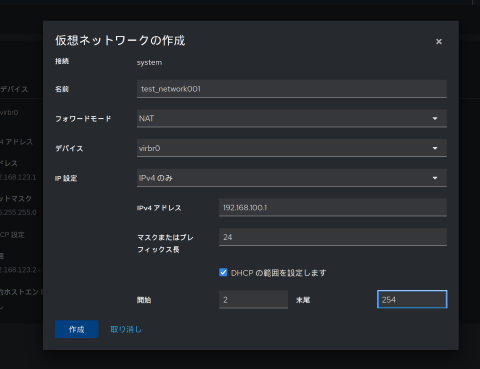 仮想ネットワークの作成
×
接続 system
名前 test_network001
フォワードモード NAT
デバイス virbr0
IP 設定 IPv4 のみ
IPv4 アドレス 192.168.100.1
マスクまたはプレ
フィックス長 24
DHCP の範囲を設定します
開始 2 末尾 254
作成 取り消し
デバイス
virbr0
4 アドレス
ドレス
2.168.123.1
ットマスク
5.255.255.0
CP 設定
2.168.123.2 -
的ホストエント